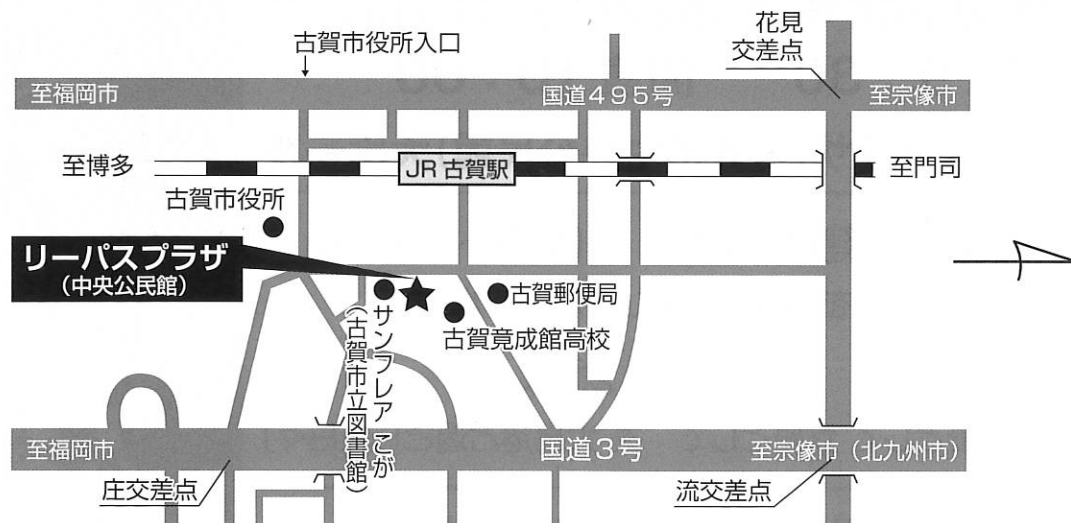 古賀市役所入口
花見
交差点
至福岡市
国道495号
至宗像市
至博多
JR 古賀駅
至門司
古賀市役所
リーパスプラザ
(中央公民館)
古賀郵便局
古賀竟成館高校
サンフレア こが
(古賀市立図書館)
至福岡市
国道3号
至宗像市(北九州市)
庄交差点
流交差点